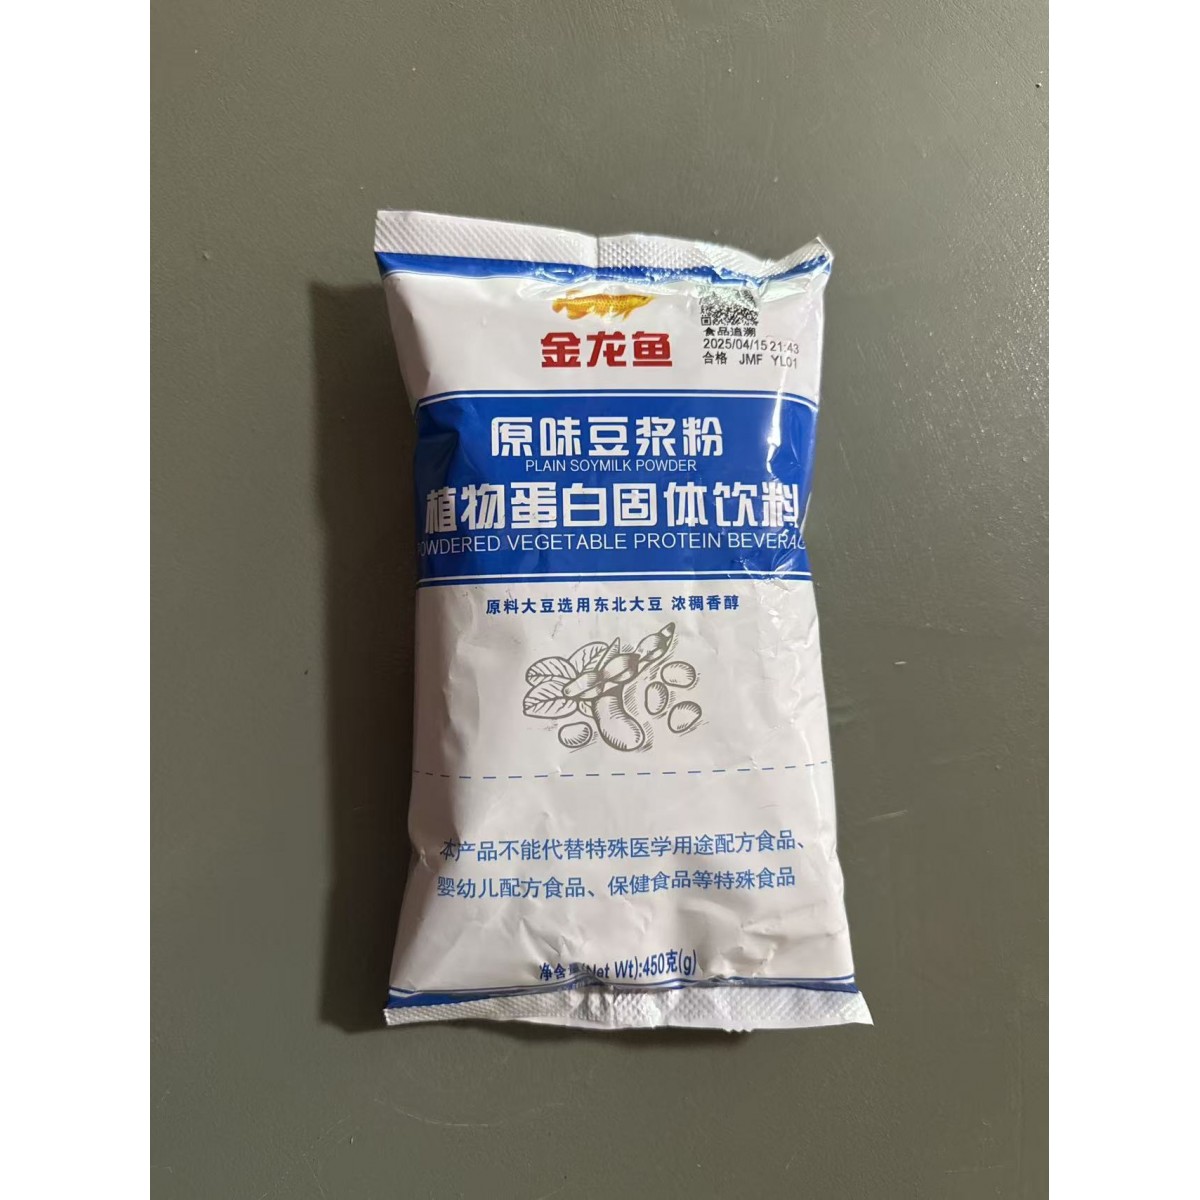 金龙鱼
食品追溯
2025/04/15 21:43
合格 JMF YL01
原味豆浆粉
PLAIN SOYMILK POWDER
植物蛋白固体饮料
POWDERED VEGETABLE PROTEIN BEVERAG
原料大豆选用东北大豆 浓稠香醇
本产品不能代替特殊医学用途配方食品、
婴幼儿配方食品、保健食品等特殊食品
净含量(Net Wt):450克(g)